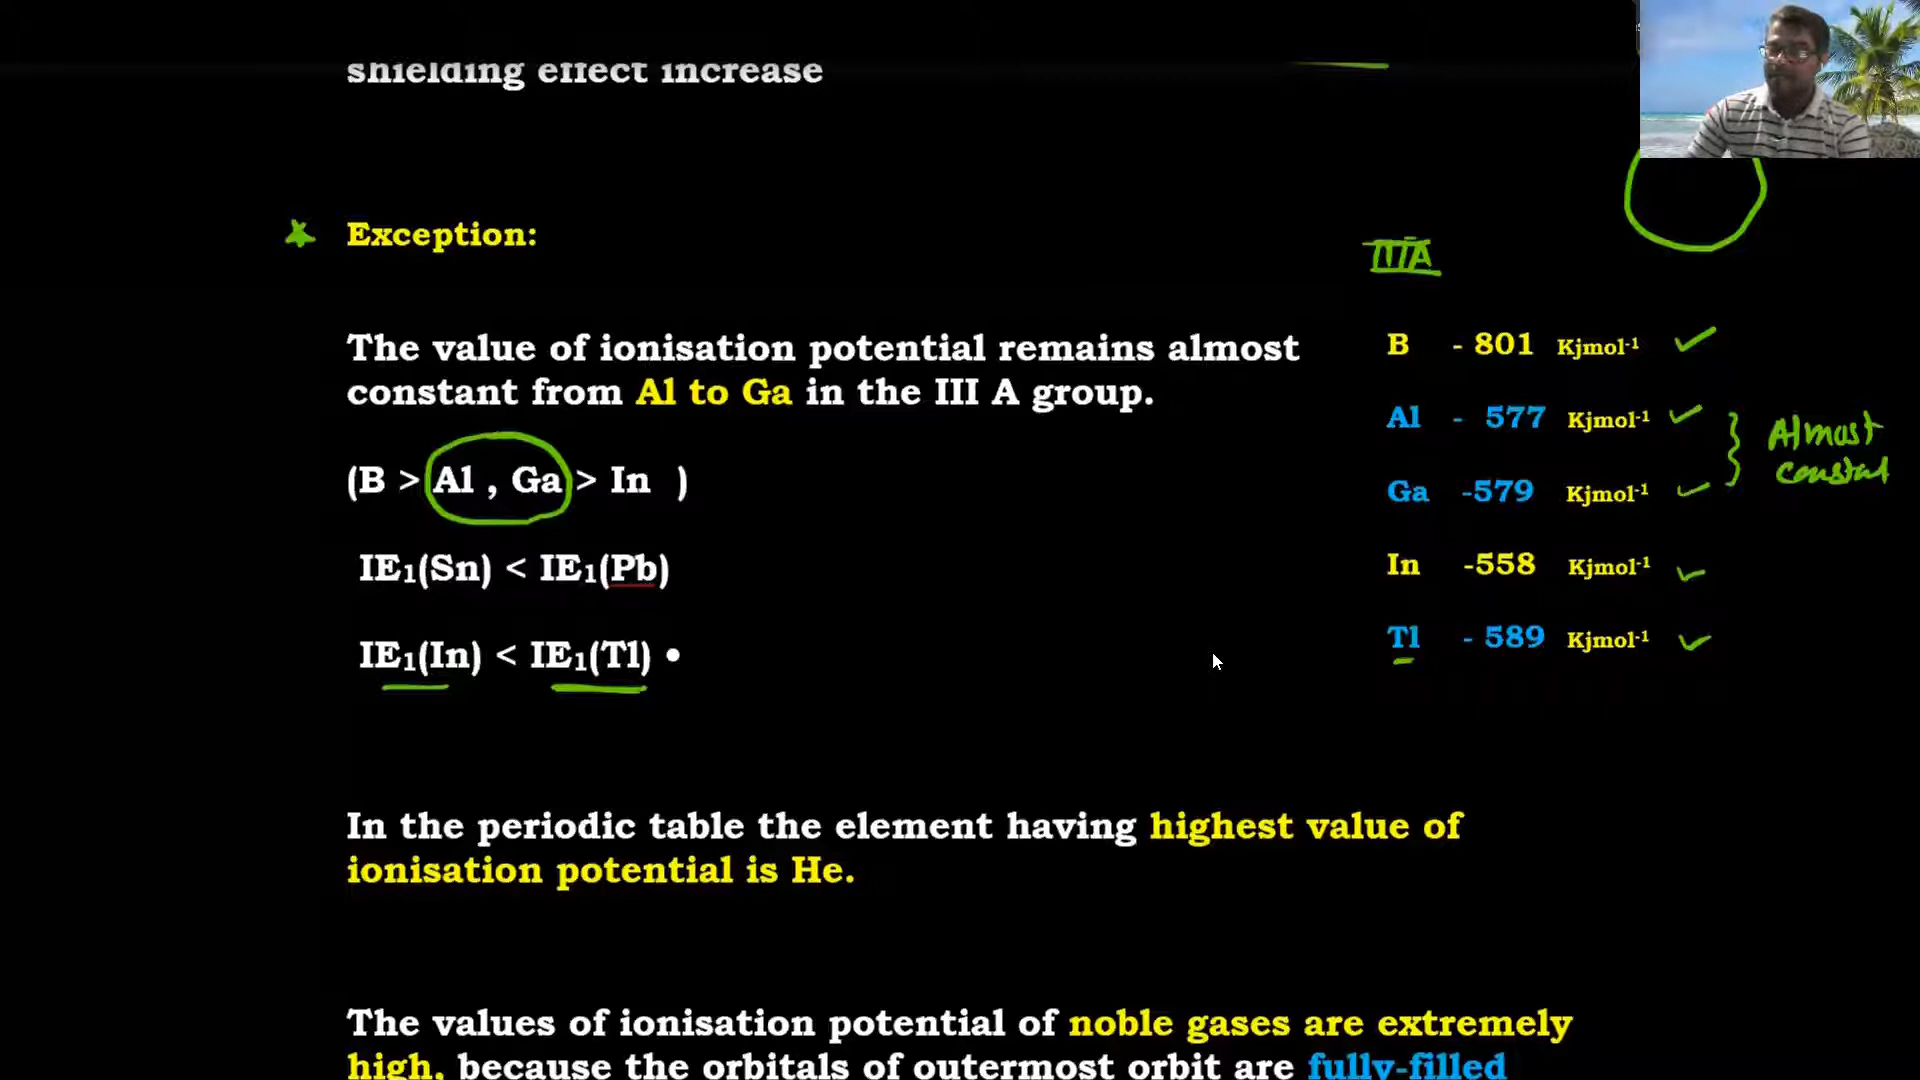 shielding effect increase
Exception:
The value of ionisation potential remains almost
constant from Al to Ga in the III A group.
(B > Al , Ga > In )
IE₁(Sn) < IE₁(Pb)
IE₁(In) < IE₁(Tl) •
In the periodic table the element having highest value of
ionisation potential is He.
The values of ionisation potential of noble gases are extremely
high, because the orbitals of outermost orbit are fully-filled
IIIA
B - 801 Kjmol⁻¹
Al - 577 Kjmol⁻¹
Ga -579 Kjmol⁻¹
In -558 Kjmol⁻¹
Tl - 589 Kjmol⁻¹
Almost
constant